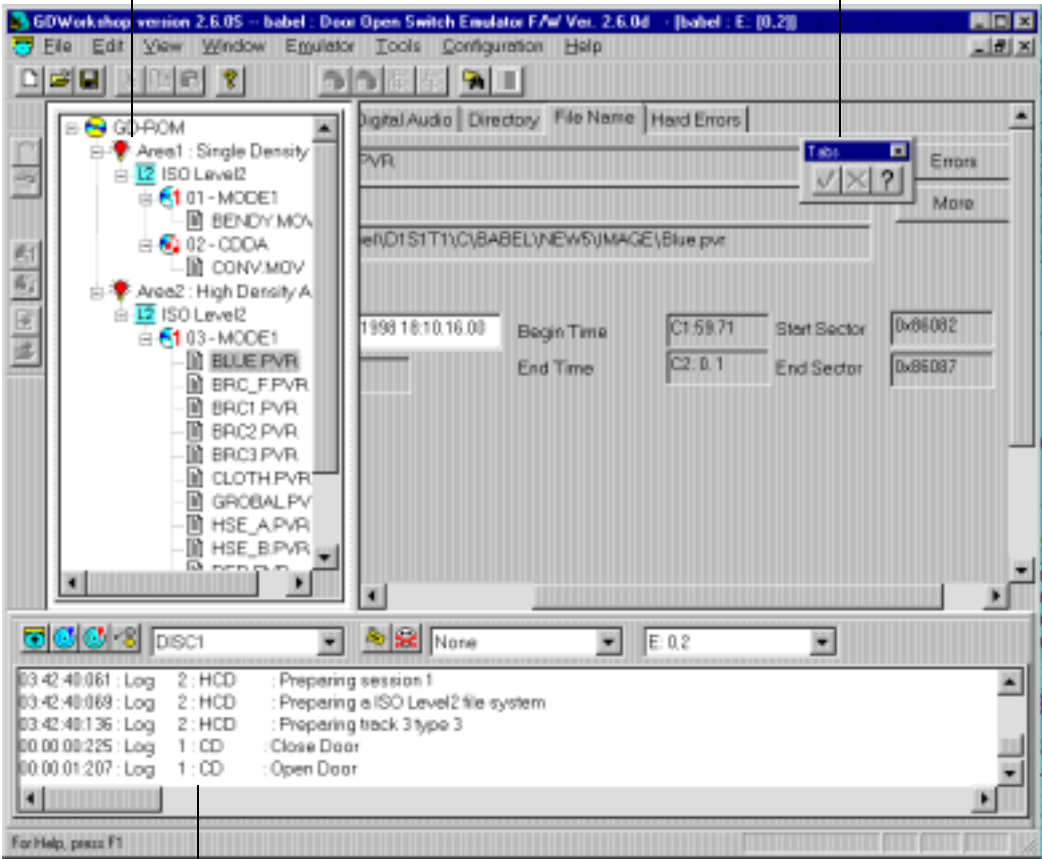 GDWorkshop version 2.6.0S -- babel : Door Open Switch Emulator F/W Ver. 2.6.0d - [babel : E: [0,2]]
File Edit View Window Emulator Tools Configuration Help
GD-ROM
Area1 : Single Density
L2 ISO Level2
01 - MODE1
BENDY.MOV
02 - CDDA
CONV.MOV
Area2 : High Density A
L2 ISO Level2
03 - MODE1
BLUE.PVR
BRC_F.PVR
BRC1.PVR
BRC2.PVR
BRC3.PVR
CLOTH.PVR
GROBAL.PV
HSE_A.PVR
HSE_B.PVR
Digital Audio Directory File Name Hard Errors
PVR
Tabs
Errors
More
el\D1S1T1\C\BABEL\NEW5\IMAGE\Blue.pvr
1998 18:10.16.00 Begin Time C1:59.71 Start Sector 0x86082
End Time C2: 0. 1 End Sector 0x86087
DISC1 None E: 0,2
03:42:40:061 : Log 2 : HCD : Preparing session 1
03:42:40:069 : Log 2 : HCD : Preparing a ISO Level2 file system
03:42:40:136 : Log 2 : HCD : Preparing track 3 type 3
00:00:00:225 : Log 1 : CD : Close Door
00:00:01:207 : Log 1 : CD : Open Door
For Help, press F1